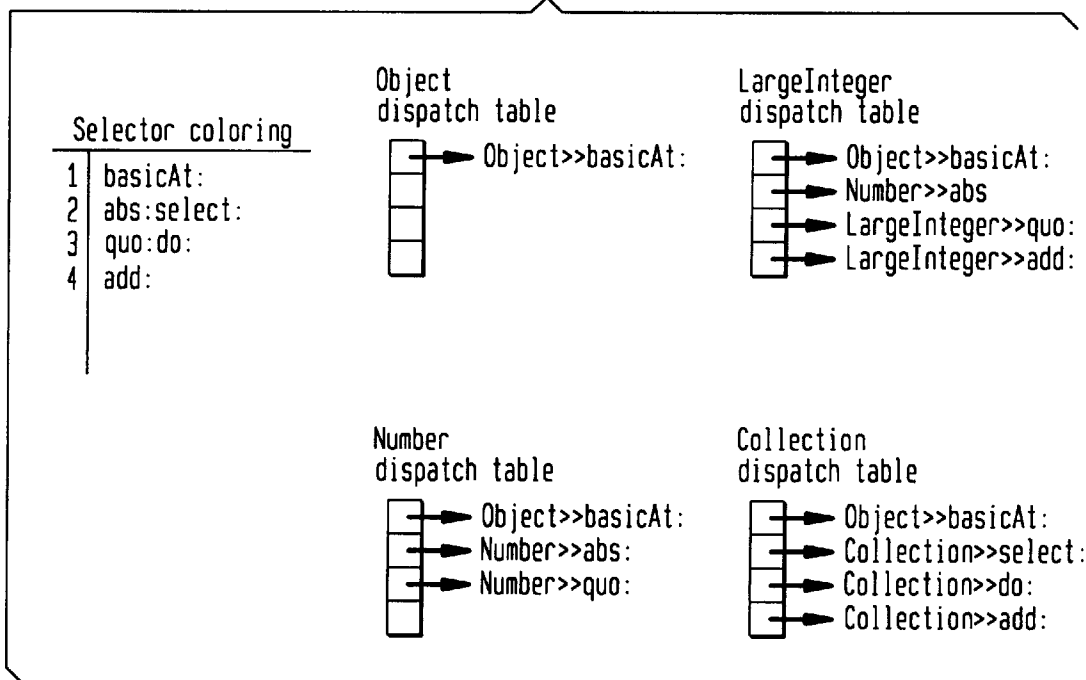 Selector coloring
1 basicAt:
2 abs:select:
3 quo:do:
4 add:
Object
dispatch table
Object>>basicAt:
LargeInteger
dispatch table
Object>>basicAt:
Number>>abs
LargeInteger>>quo:
LargeInteger>>add:
Number
dispatch table
Object>>basicAt:
Number>>abs:
Number>>quo:
Collection
dispatch table
Object>>basicAt:
Collection>>select:
Collection>>do:
Collection>>add: